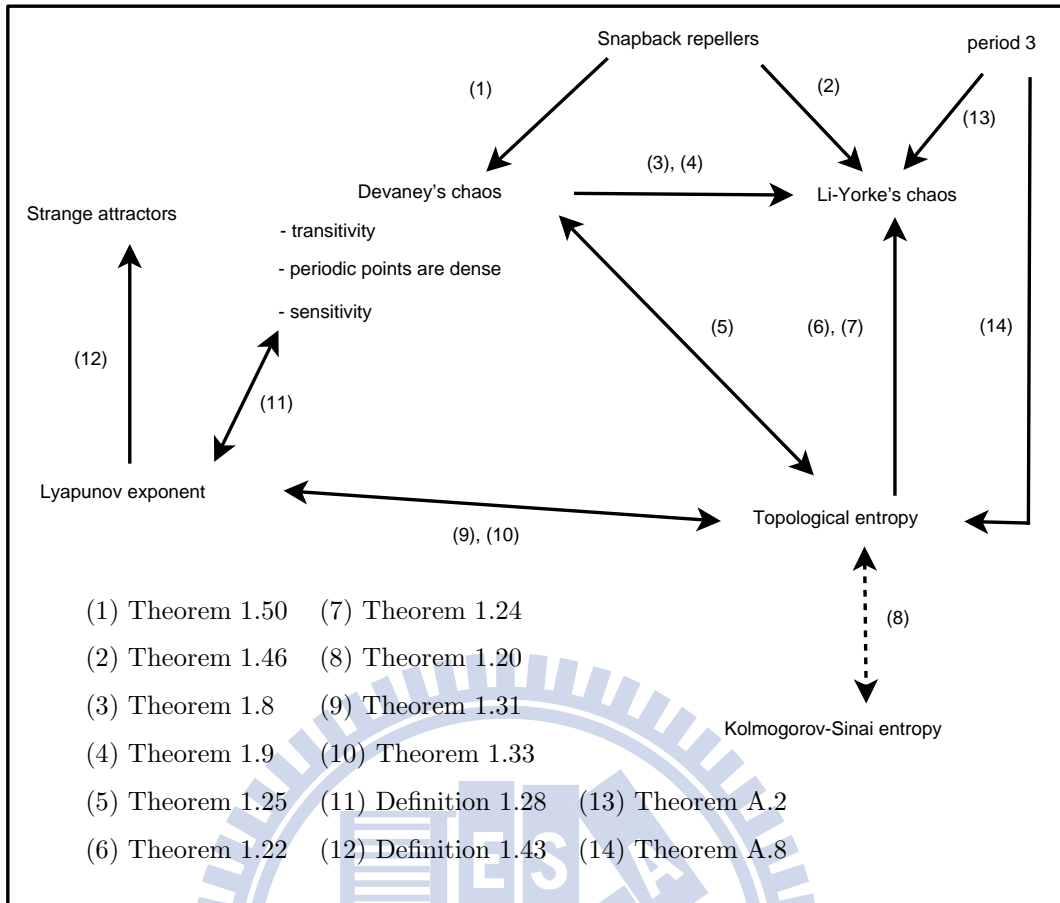 Snapback repellers
period 3
(1)
(2)
(13)
(3), (4)
Devaney's chaos
Li-Yorke's chaos
Strange attractors
- transitivity
- periodic points are dense
- sensitivity
(5)
(6), (7)
(14)
(12)
(11)
Lyapunov exponent
Topological entropy
(9), (10)
(8)
Kolmogorov-Sinai entropy
(1) Theorem 1.50 (7) Theorem 1.24
(2) Theorem 1.46 (8) Theorem 1.20
(3) Theorem 1.8 (9) Theorem 1.31
(4) Theorem 1.9 (10) Theorem 1.33
(5) Theorem 1.25 (11) Definition 1.28 (13) Theorem A.2
(6) Theorem 1.22 (12) Definition 1.43 (14) Theorem A.8
E S A